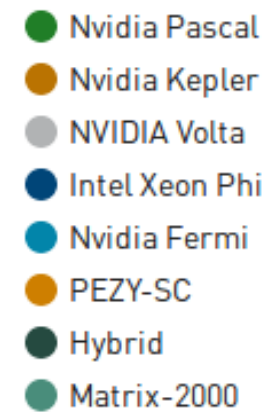 Nvidia Pascal
Nvidia Kepler
NVIDIA Volta
Intel Xeon Phi
Nvidia Fermi
PEZY-SC
Hybrid
Matrix-2000